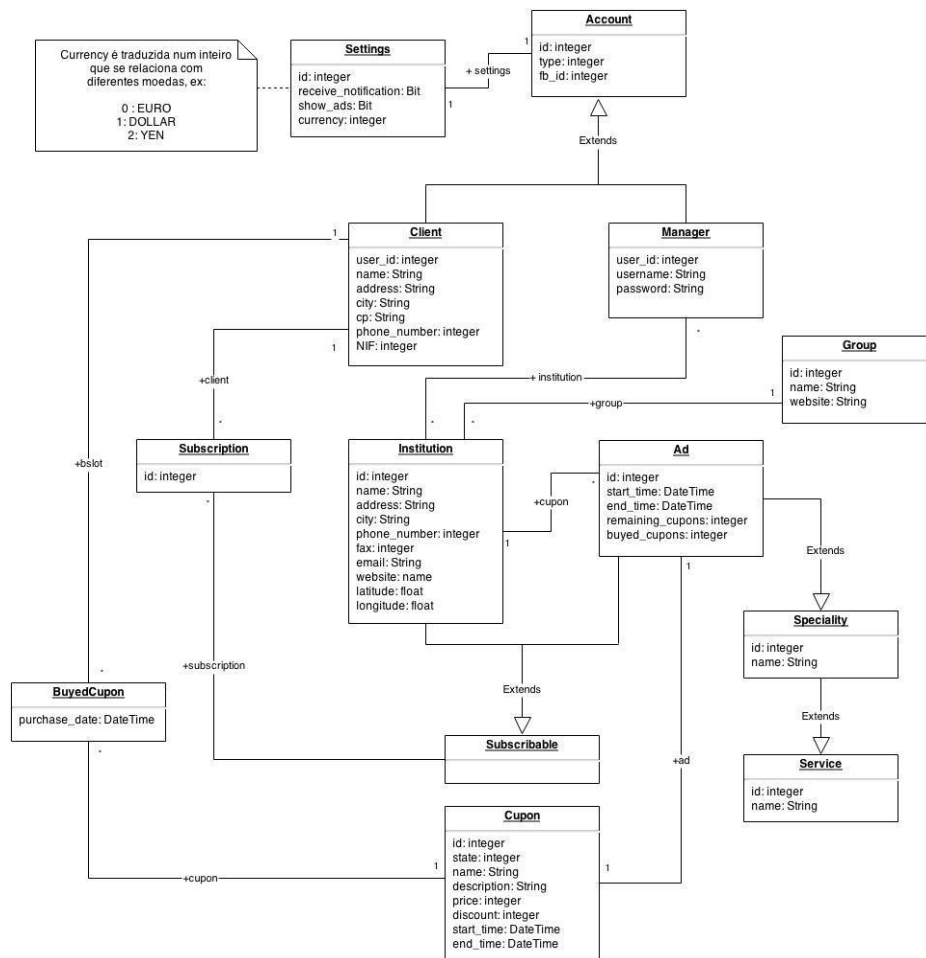 Account
id: integer
type: integer
fb_id: integer
Settings
id: integer
receive_notification: Bit
show_ads: Bit
currency: integer
Currency é traduzida num inteiro
que se relaciona com
diferentes moedas, ex:
0 : EURO
1: DOLLAR
2: YEN
1
+ settings
1
Extends
Client
user_id: integer
name: String
address: String
city: String
cp: String
phone_number: integer
NIF: integer
1
1
Manager
user_id: integer
username: String
password: String
*
Group
id: integer
name: String
website: String
+ institution
1
+group
+client
*
*
*
Subscription
id: integer
*
+bslot
Institution
id: integer
name: String
address: String
city: String
phone_number: integer
fax: integer
email: String
website: name
latitude: float
longitude: float
*
+cupon
1
Ad
id: integer
start_time: DateTime
end_time: DateTime
remaining_cupons: integer
buyed_cupons: integer
1
Extends
Speciality
id: integer
name: String
+subscription
*
BuyedCupon
purchase_date: DateTime
*
Extends
Extends
Subscribable
+ad
Service
id: integer
name: String
Cupon
id: integer
state: integer
name: String
description: String
price: integer
discount: integer
start_time: DateTime
end_time: DateTime
+cupon
1
1